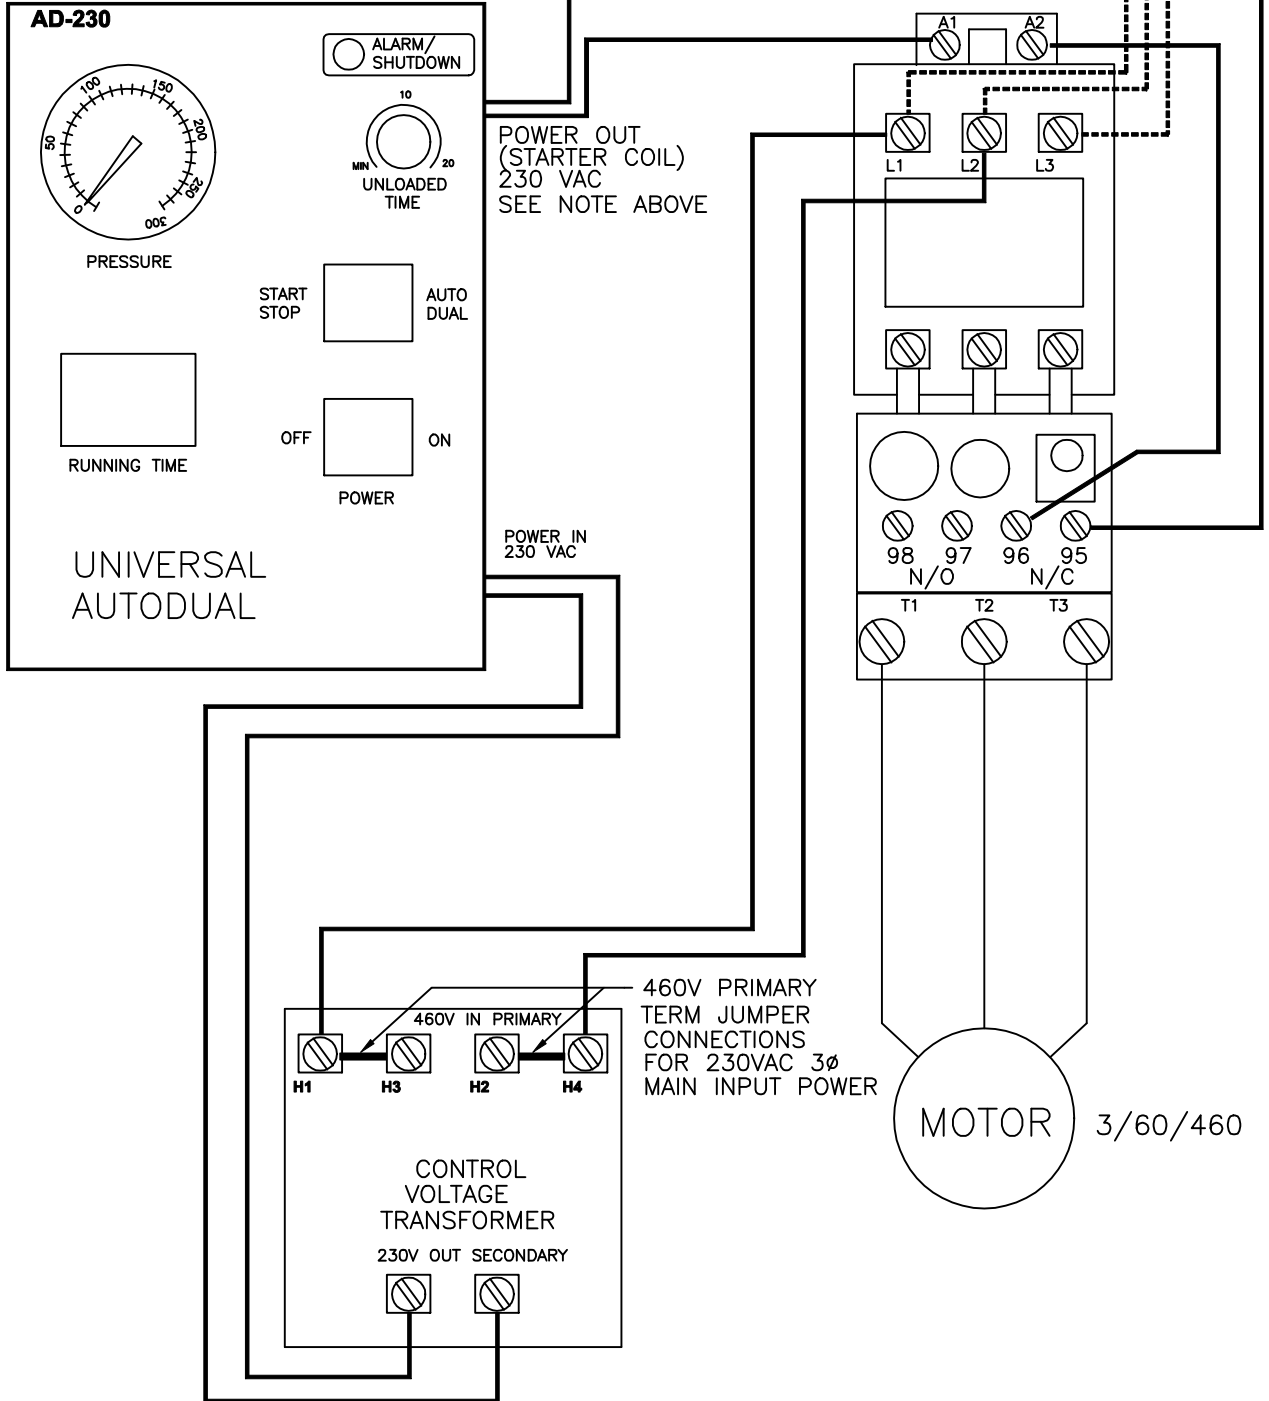 AD-230
ALARM/
SHUTDOWN
50
100
150
200
250
300
0
PRESSURE
10
MIN
20
UNLOADED
TIME
START
STOP
AUTO
DUAL
RUNNING TIME
OFF
ON
POWER
UNIVERSAL
AUTODUAL
POWER OUT
(STARTER COIL)
230 VAC
SEE NOTE ABOVE
POWER IN
230 VAC
A1
A2
L1
L2
L3
98
97
96
95
N/O
N/C
T1
T2
T3
MOTOR
3/60/460
460V PRIMARY
TERM JUMPER
CONNECTIONS
FOR 230VAC 3ø
MAIN INPUT POWER
460V IN PRIMARY
H1
H3
H2
H4
CONTROL
VOLTAGE
TRANSFORMER
230V OUT SECONDARY